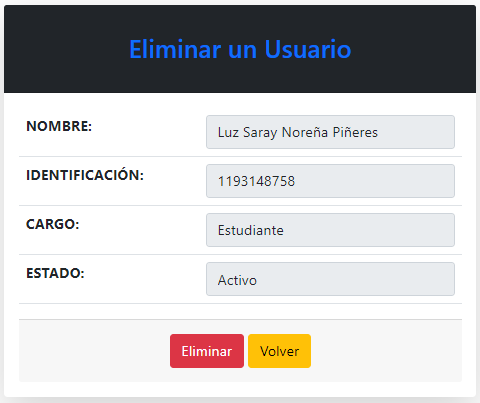 Eliminar un Usuario
NOMBRE: Luz Saray Noreña Piñeres
IDENTIFICACIÓN: 1193148758
CARGO: Estudiante
ESTADO: Activo
Eliminar Volver